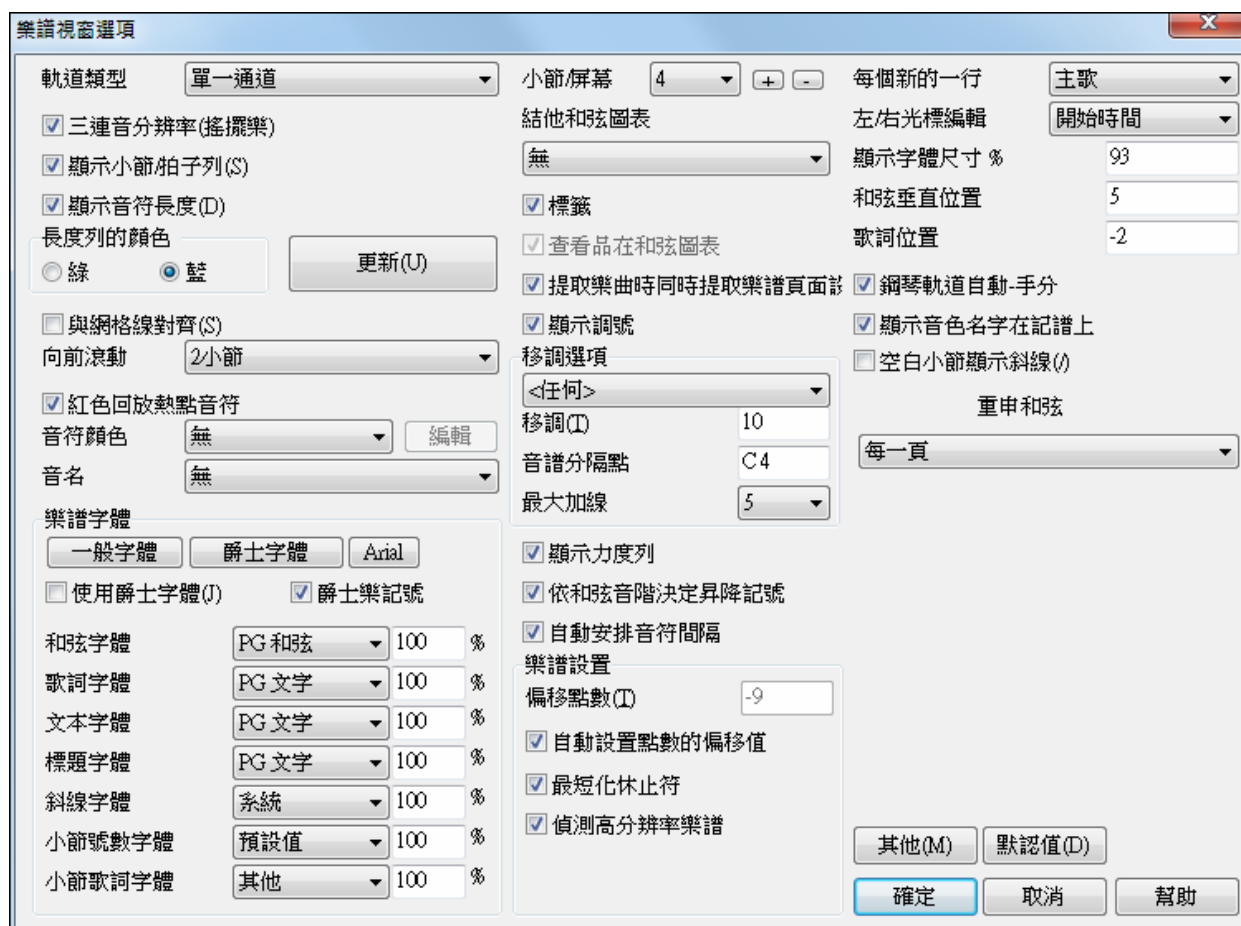 樂譜視窗選項
軌道類型 單一通道
三連音分辨率(搖擺樂)
顯示小節/拍子列(S)
顯示音符長度(D)
長度列的顏色
綠 藍
更新(U)
與網格線對齊(S)
向前滾動 2小節
紅色回放熱點音符
音符顏色 無 編輯
音名 無
樂譜字體
一般字體 爵士字體 Arial
使用爵士字體(J) 爵士樂記號
和弦字體 PG 和弦 100 %
歌詞字體 PG 文字 100 %
文本字體 PG 文字 100 %
標題字體 PG 文字 100 %
斜線字體 系統 100 %
小節號數字體 預設值 100 %
小節歌詞字體 其他 100 %
小節/屏幕 4 + -
結他和弦圖表
無
標籤
查看品在和弦圖表
提取樂曲時同時提取樂譜頁面設
顯示調號
移調選項
<任何>
移調(T) 10
音譜分隔點 C4
最大加線 5
顯示力度列
依和弦音階決定昇降記號
自動安排音符間隔
樂譜設置
偏移點數(T) -9
自動設置點數的偏移值
最短化休止符
偵測高分辨率樂譜
每個新的一行 主歌
左/右光標編輯 開始時間
顯示字體尺寸 % 93
和弦垂直位置 5
歌詞位置 -2
鋼琴軌道自動-手分
顯示音色名字在記譜上
空白小節顯示斜線(/)
重申和弦
每一頁
其他(M) 默認值(D)
確定 取消 幫助